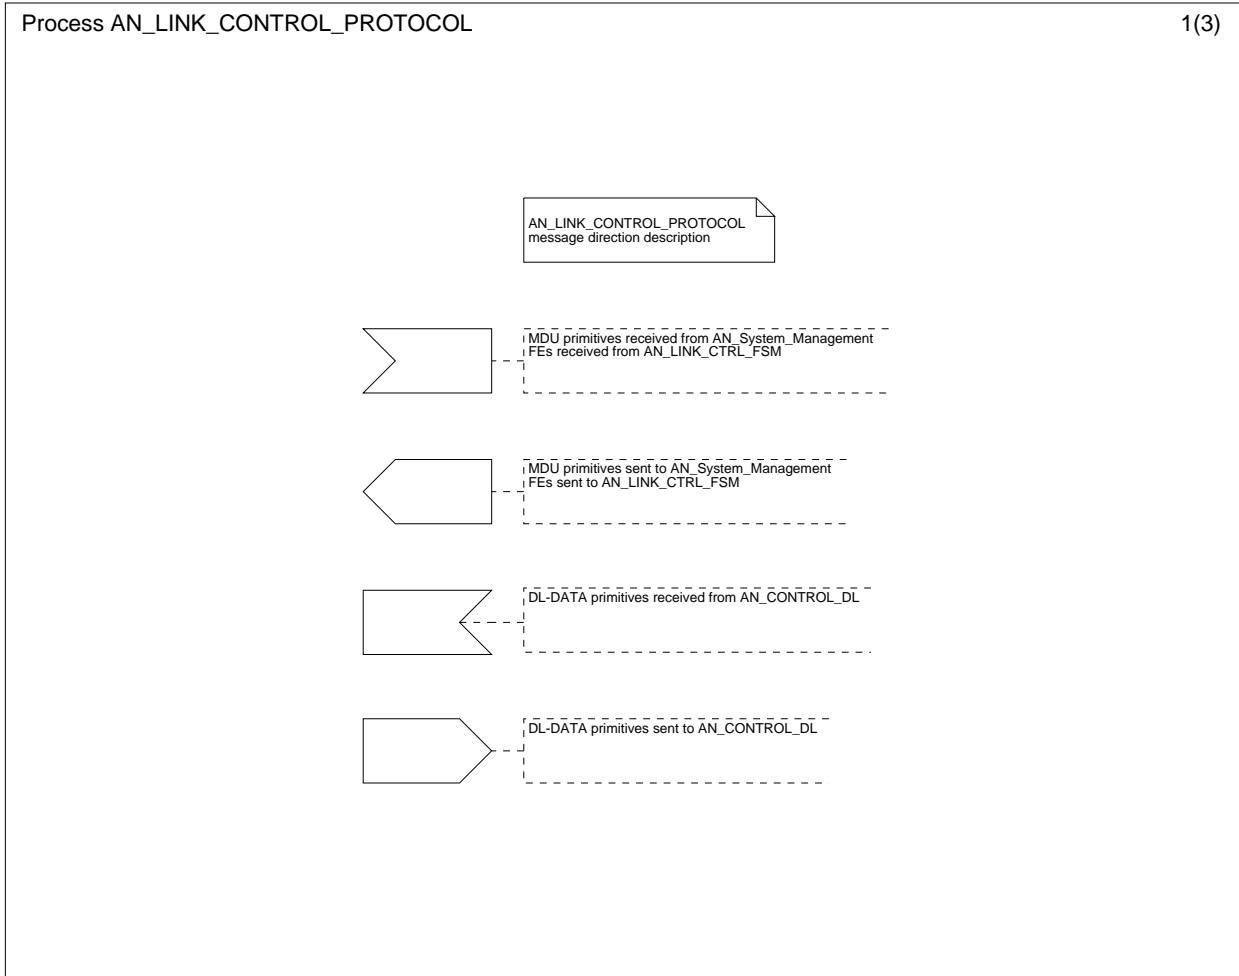 Process AN_LINK_CONTROL_PROTOCOL
1(3)
AN_LINK_CONTROL_PROTOCOL
message direction description
MDU primitives received from AN_System_Management
FEs received from AN_LINK_CTRL_FSM
MDU primitives sent to AN_System_Management
FEs sent to AN_LINK_CTRL_FSM
DL-DATA primitives received from AN_CONTROL_DL
DL-DATA primitives sent to AN_CONTROL_DL